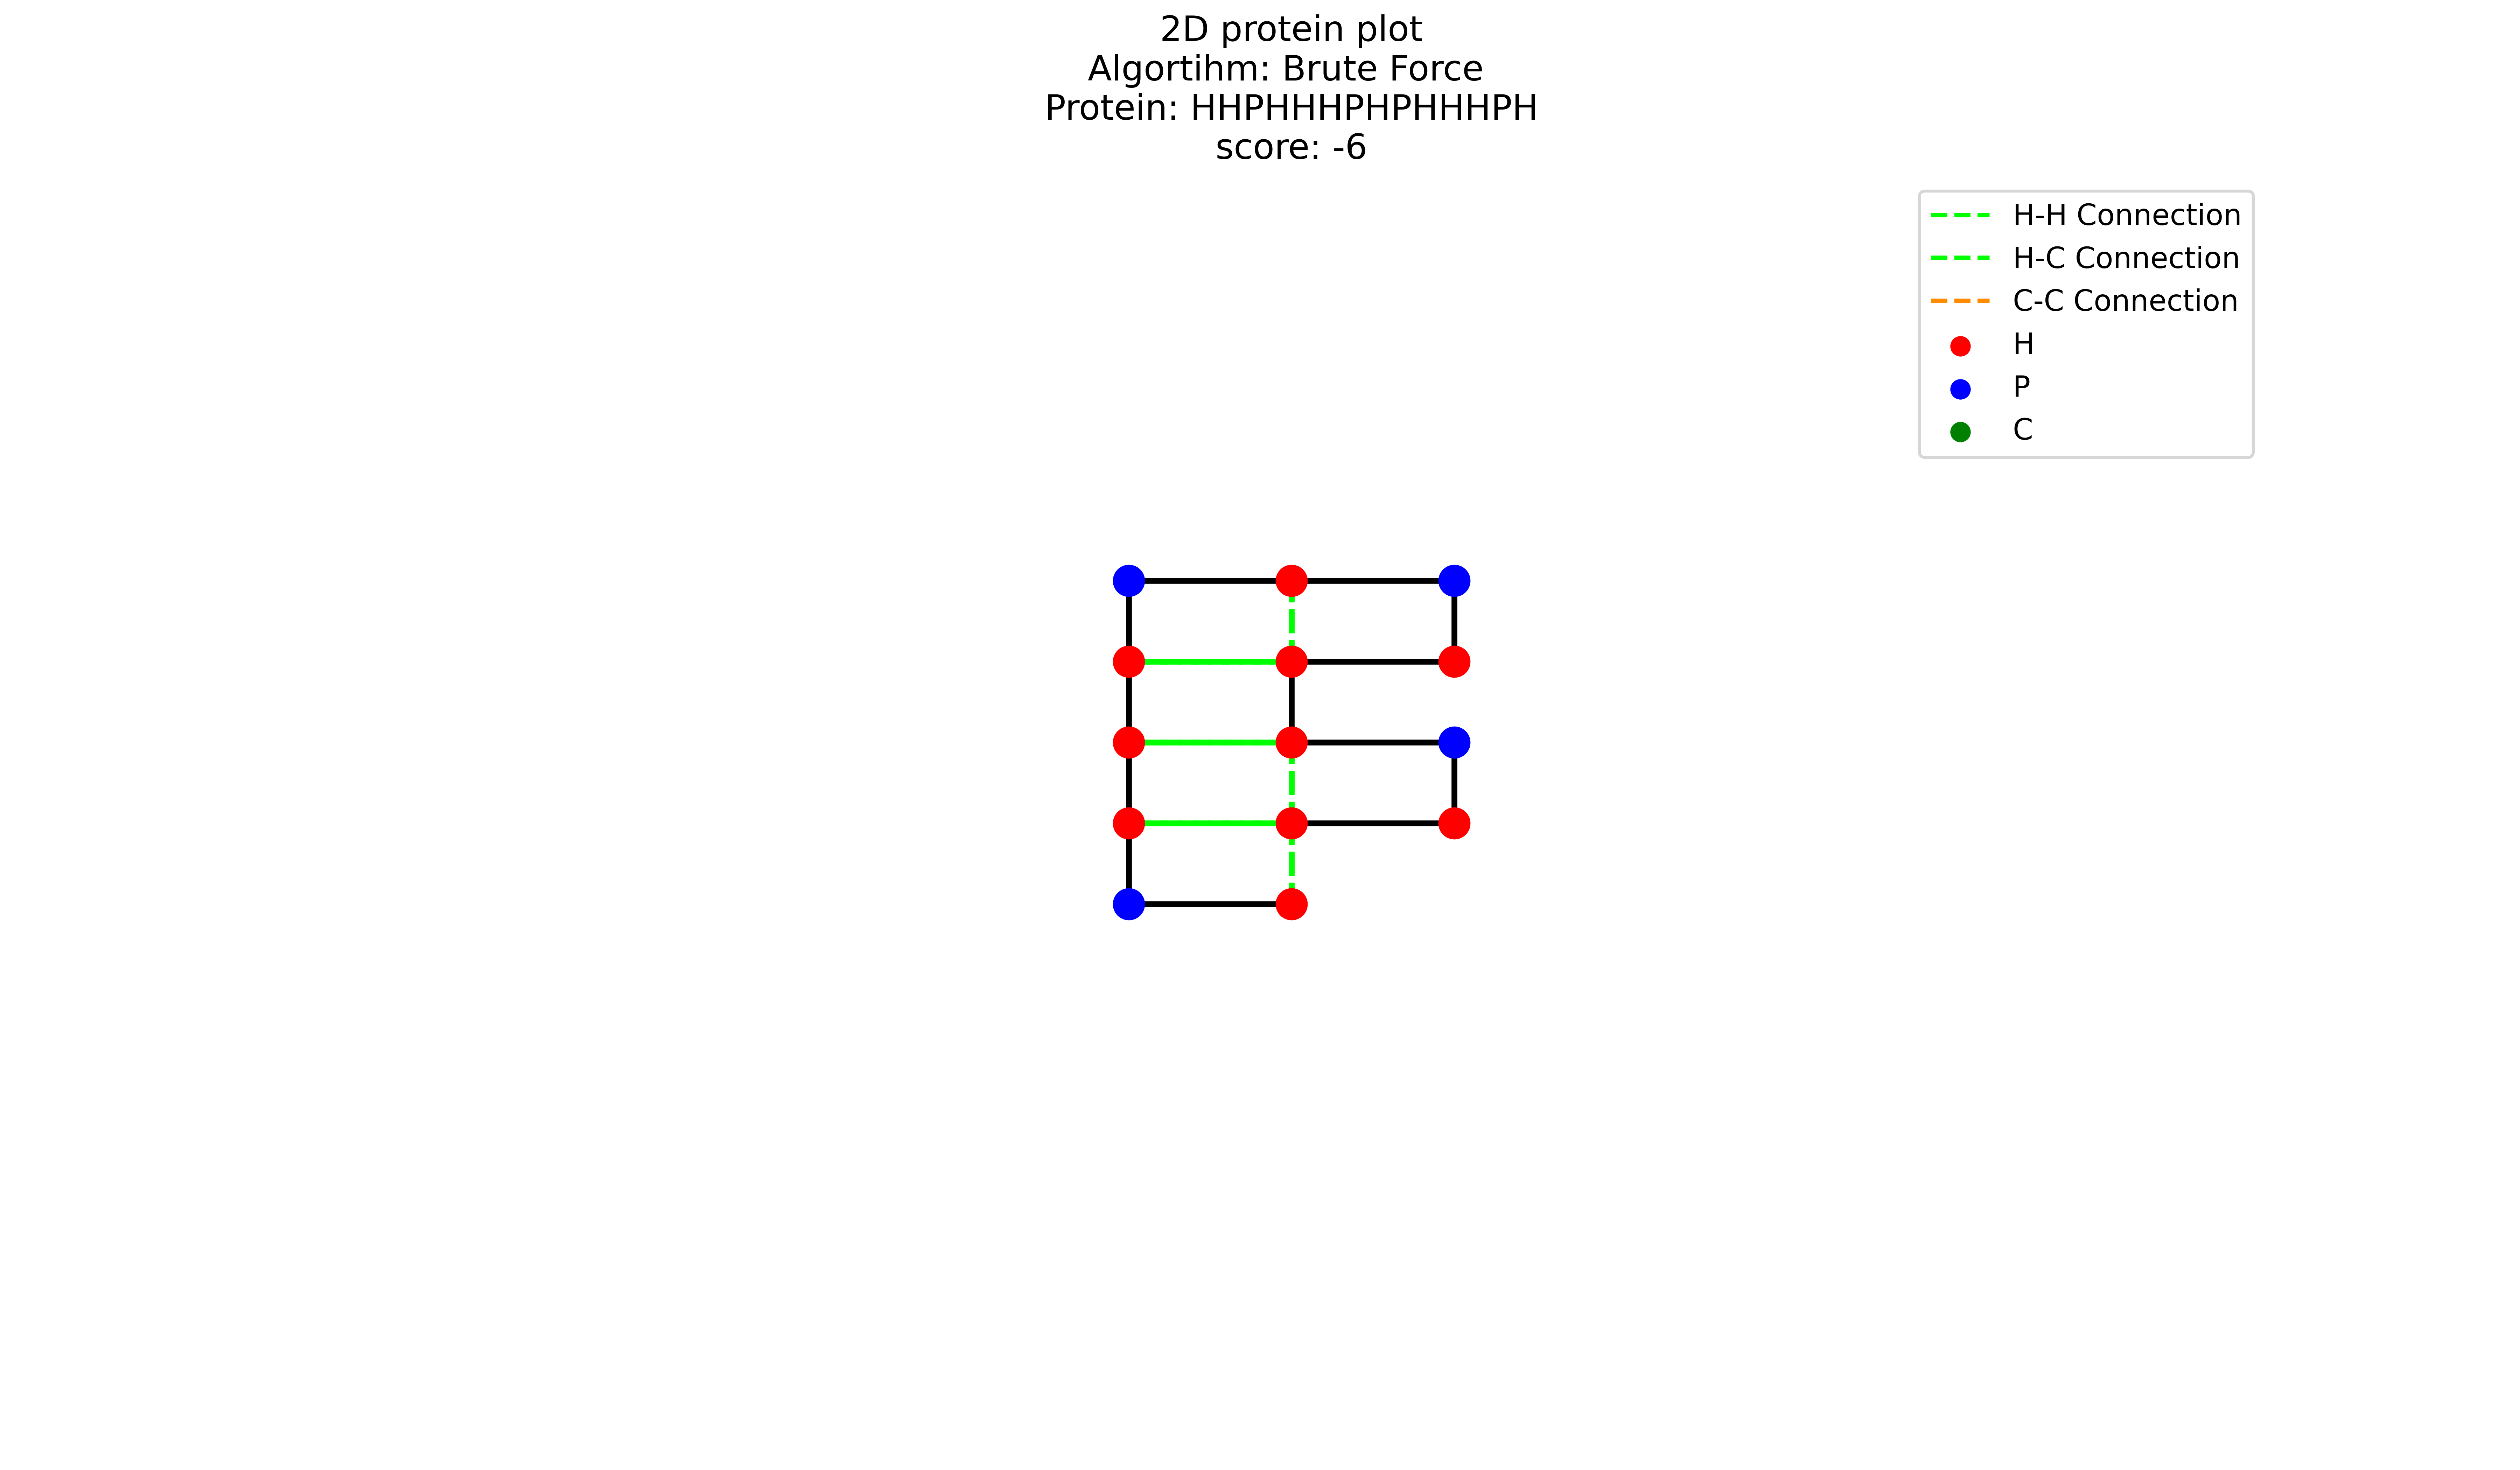 2D protein plot
Algortihm: Brute Force
Protein: HHPHHHPHPHHHPH
score: -6
H-H Connection
H-C Connection
C-C Connection
H
P
C